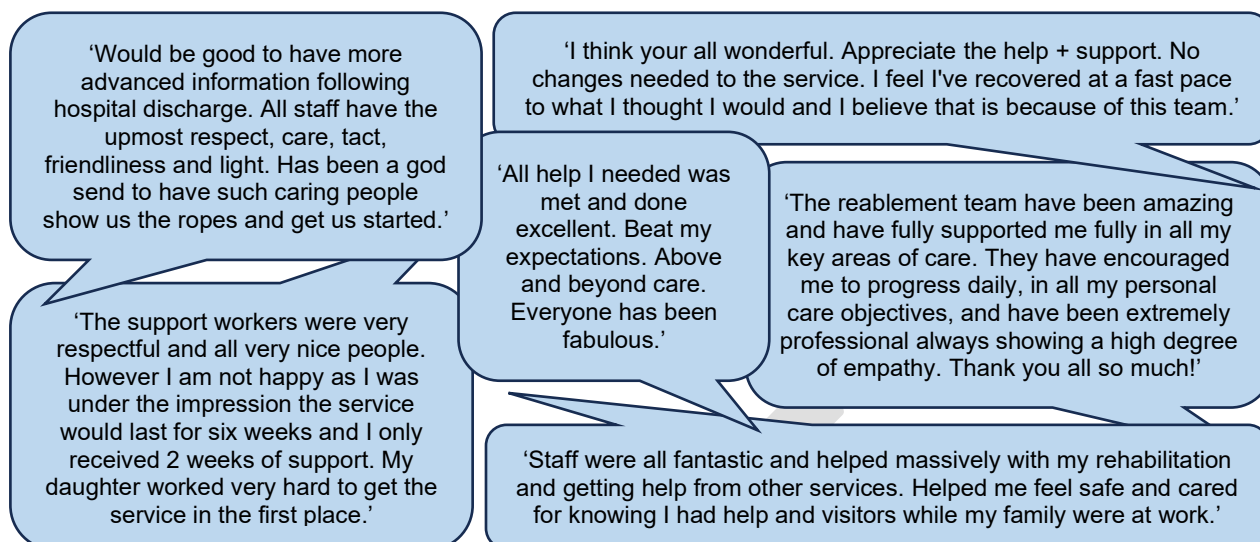 ‘Would be good to have more
advanced information following
hospital discharge. All staff have the
upmost respect, care, tact,
friendliness and light. Has been a god
send to have such caring people
show us the ropes and get us started.’
‘I think your all wonderful. Appreciate the help + support. No
changes needed to the service. I feel I've recovered at a fast pace
to what I thought I would and I believe that is because of this team.’
‘All help I needed was
met and done
excellent. Beat my
expectations. Above
and beyond care.
Everyone has been
fabulous.’
‘The reablement team have been amazing
and have fully supported me fully in all my
key areas of care. They have encouraged
me to progress daily, in all my personal
care objectives, and have been extremely
professional always showing a high degree
of empathy. Thank you all so much!’
‘The support workers were very
respectful and all very nice people.
However I am not happy as I was
under the impression the service
would last for six weeks and I only
received 2 weeks of support. My
daughter worked very hard to get the
service in the first place.’
‘Staff were all fantastic and helped massively with my rehabilitation
and getting help from other services. Helped me feel safe and cared
for knowing I had help and visitors while my family were at work.’